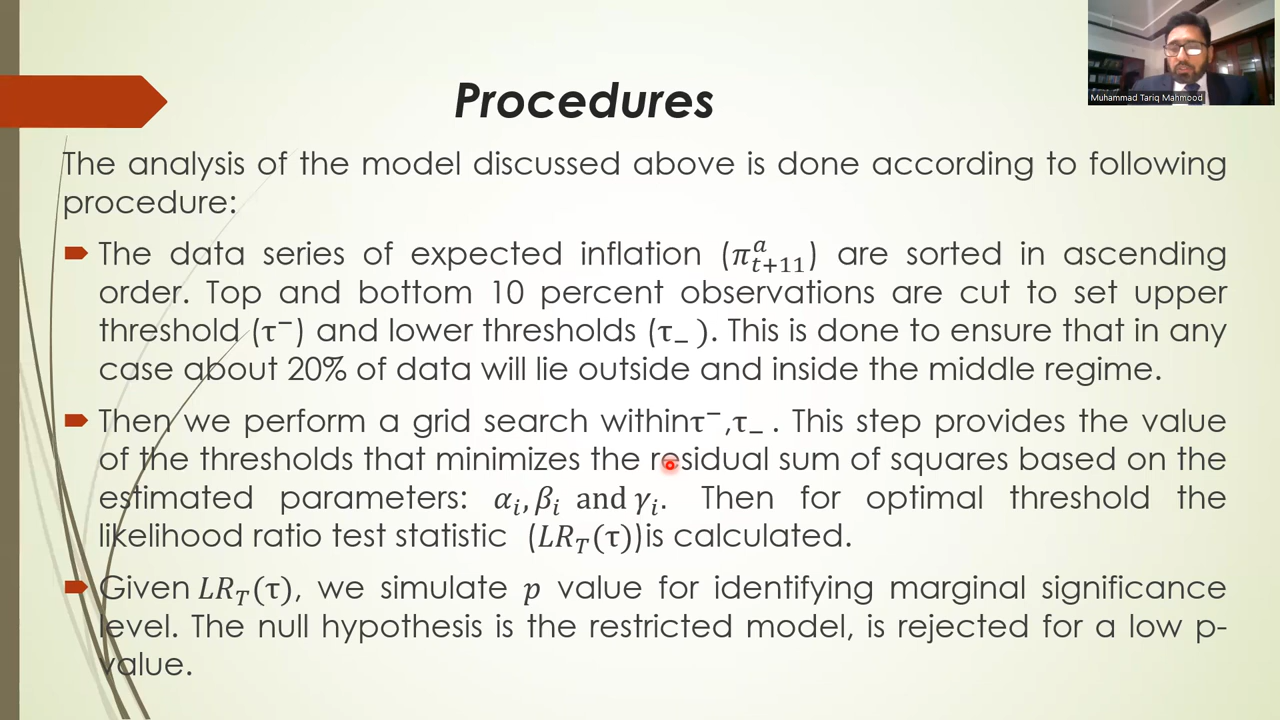 Muhammad Tariq Mahmood
Procedures
The analysis of the model discussed above is done according to following
procedure:
The data series of expected inflation (π^a_{t+11}) are sorted in ascending
order. Top and bottom 10 percent observations are cut to set upper
threshold (τ⁻) and lower thresholds (τ₋ ). This is done to ensure that in any
case about 20% of data will lie outside and inside the middle regime.
Then we perform a grid search withinτ⁻,τ₋ . This step provides the value
of the thresholds that minimizes the residual sum of squares based on the
estimated parameters: αᵢ, βᵢ and γᵢ. Then for optimal threshold the
likelihood ratio test statistic (LR_T(τ))is calculated.
Given LR_T(τ), we simulate p value for identifying marginal significance
level. The null hypothesis is the restricted model, is rejected for a low p-
value.